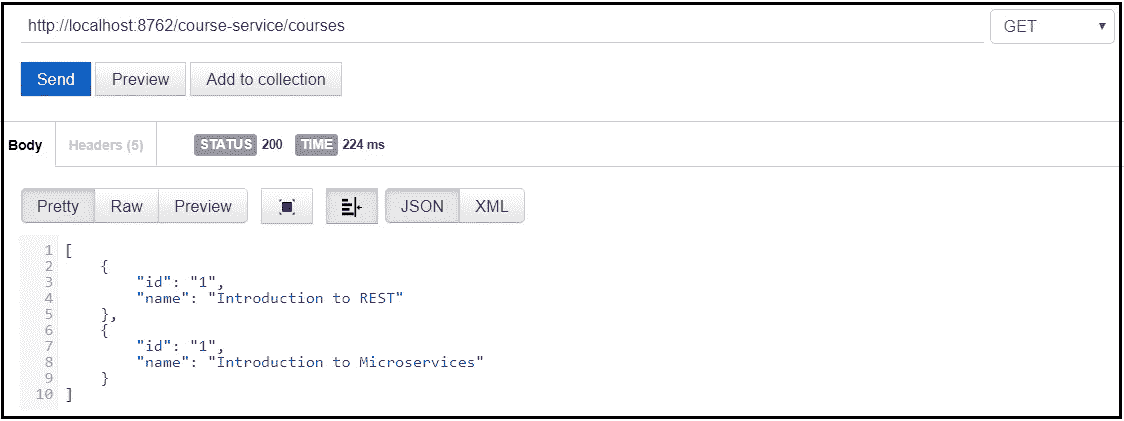 http://localhost:8762/course-service/courses GET
Send Preview Add to collection
Body Headers (5) STATUS 200 TIME 224 ms
Pretty Raw Preview JSON XML
1 [
2 {
3 "id": "1",
4 "name": "Introduction to REST"
5 },
6 {
7 "id": "1",
8 "name": "Introduction to Microservices"
9 }
10 ]